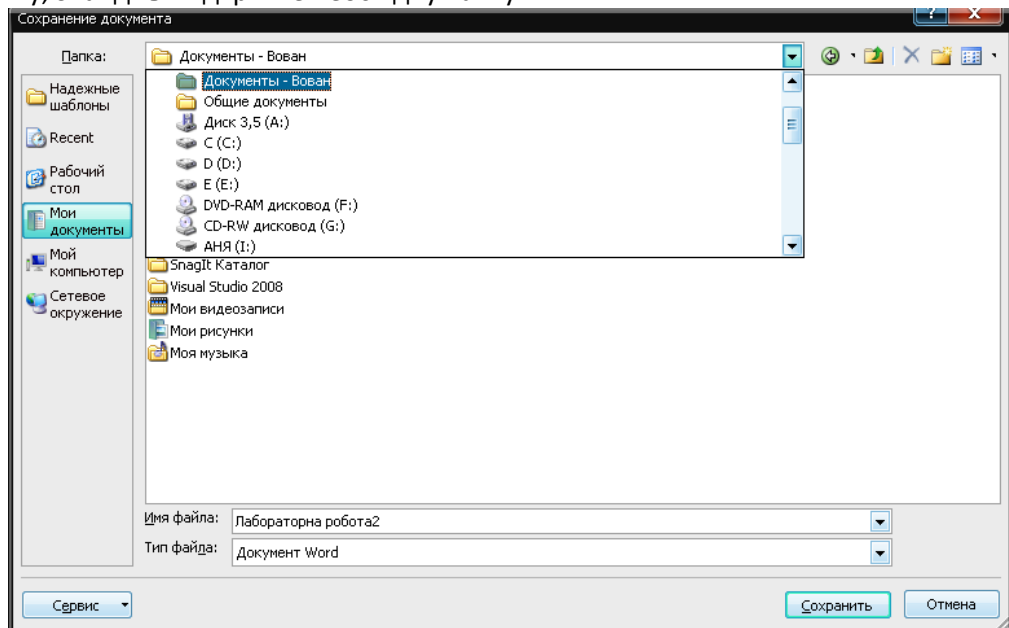 Сохранение документа
Папка:
Документы - Вован
Документы - Вован
Общие документы
Диск 3,5 (A:)
C (C:)
D (D:)
E (E:)
DVD-RAM дисковод (F:)
CD-RW дисковод (G:)
АНЯ (I:)
Надежные
шаблоны
Recent
Рабочий
стол
Мои
документы
Мой
компьютер
Сетевое
окружение
SnagIt Каталог
Visual Studio 2008
Мои видеозаписи
Мои рисунки
Моя музыка
Имя файла:
Лабораторна робота2
Тип файла:
Документ Word
Сервис
Сохранить
Отмена